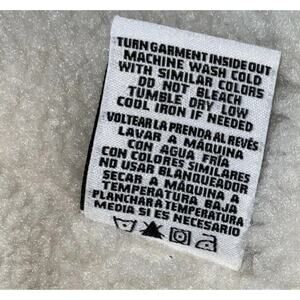 TURN GARMENT INSIDE OUT
MACHINE WASH COLD
WITH SIMILAR COLORS
DO NOT BLEACH
TUMBLE DRY LOW
COOL IRON IF NEEDED
VOLTEAR LA PRENDA AL REVÉS
LAVAR A MÁQUINA
CON AGUA FRÍA
CON COLORES SIMILARES
NO USAR BLANQUEADOR
SECAR A MÁQUINA A
TEMPERATURA BAJA
PLANCHAR A TEMPERATURA
MEDIA SI ES NECESARIO